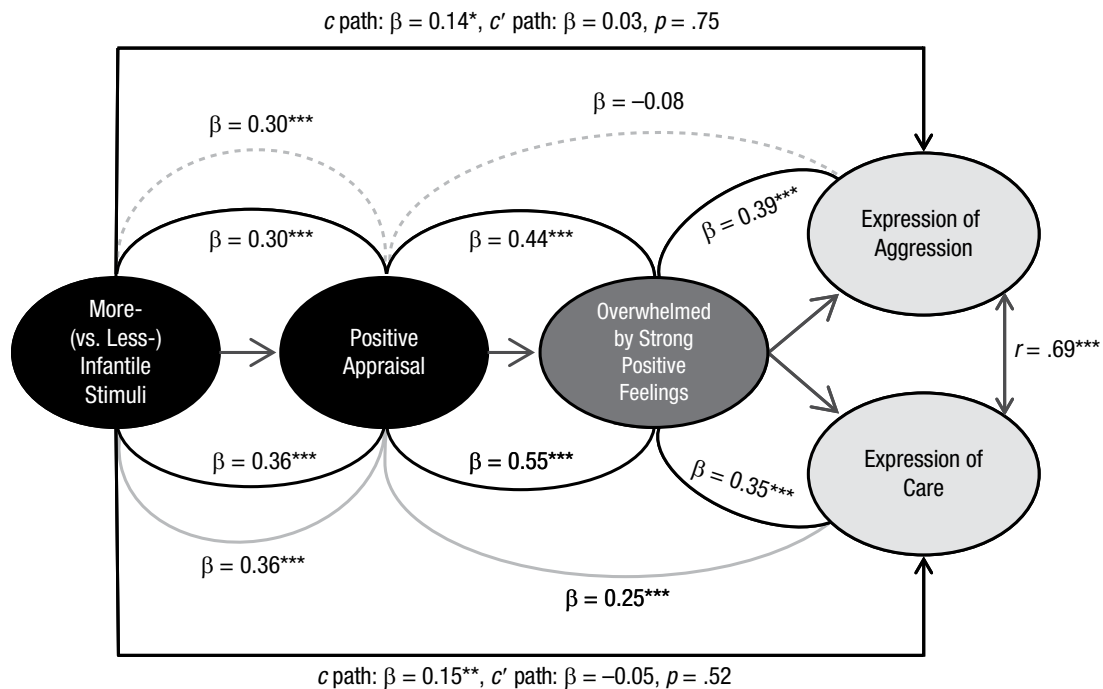 c path: β = 0.14*, c′ path: β = 0.03, p = .75
β = –0.08
β = 0.30***
β = 0.30***
β = 0.44***
β = 0.39***
Expression of
Aggression
More-
(vs. Less-)
Infantile
Stimuli
Positive
Appraisal
Overwhelmed
by Strong
Positive
Feelings
r = .69***
β = 0.36***
β = 0.55***
β = 0.35***
Expression of
Care
β = 0.36***
β = 0.25***
c path: β = 0.15**, c′ path: β = –0.05, p = .52